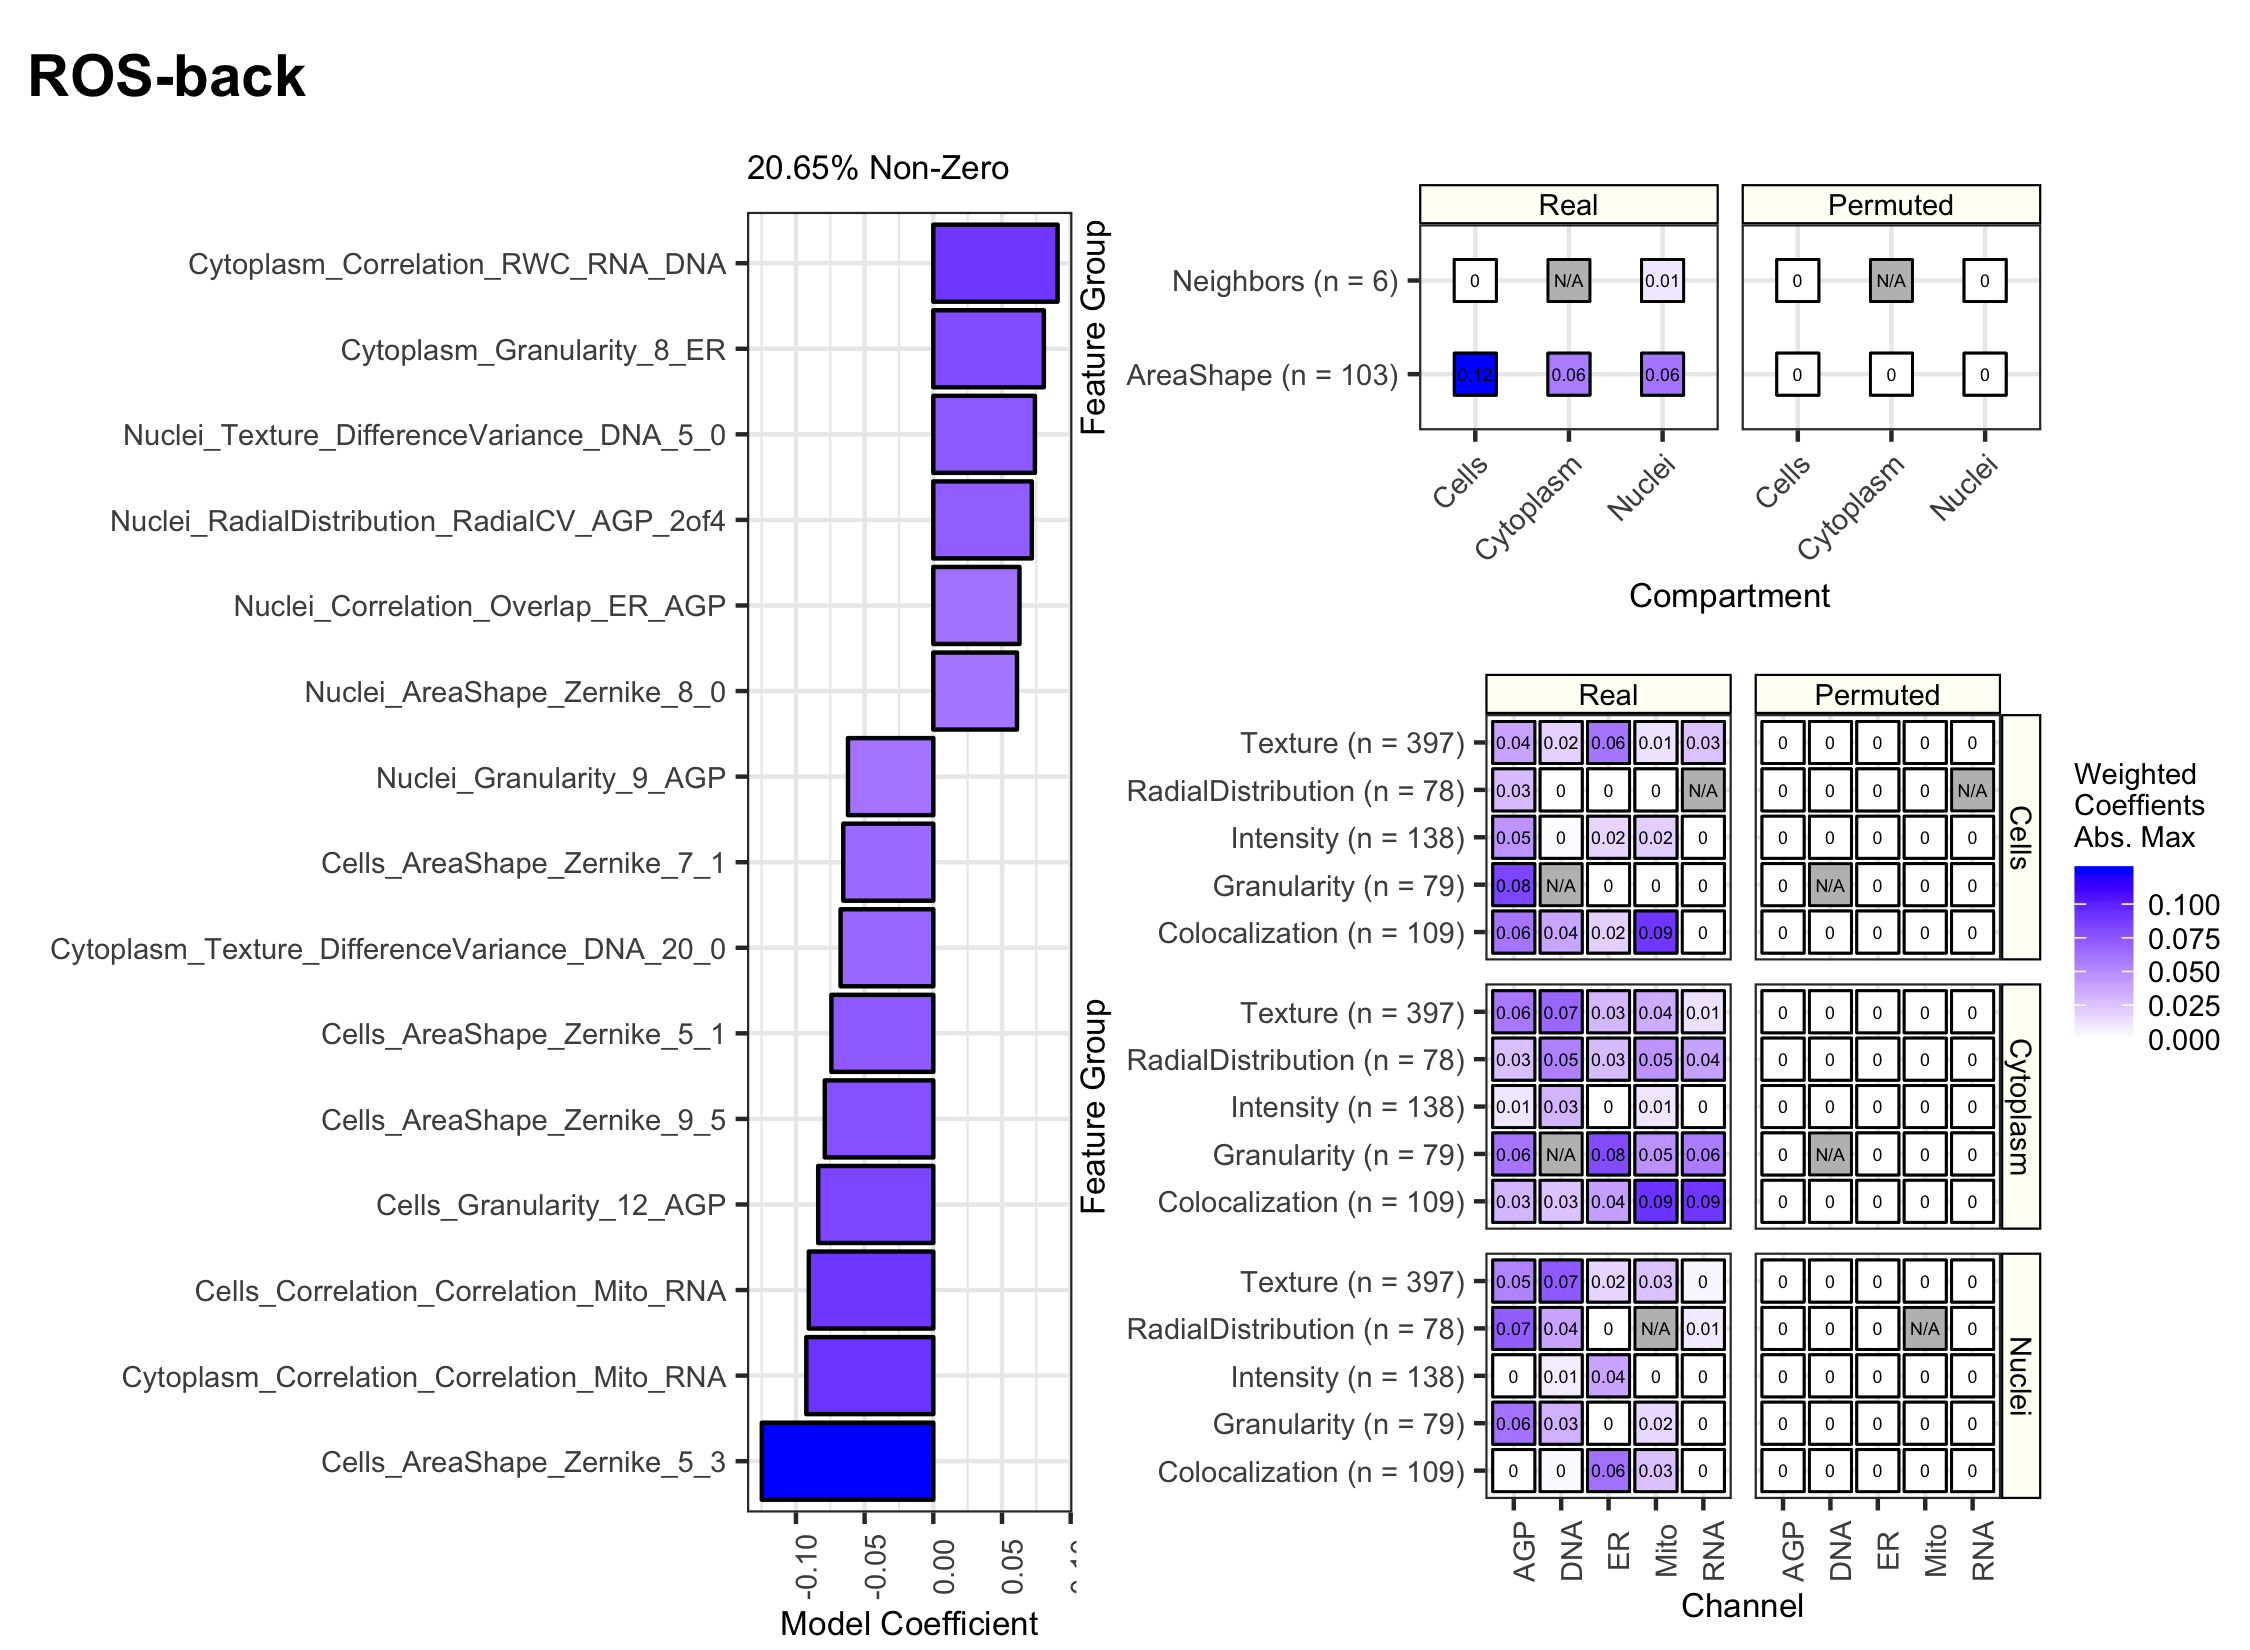 ROS-back
20.65% Non-Zero
Cytoplasm_Correlation_RWC_RNA_DNA
Cytoplasm_Granularity_8_ER
Nuclei_Texture_DifferenceVariance_DNA_5_0
Nuclei_RadialDistribution_RadialCV_AGP_2of4
Nuclei_Correlation_Overlap_ER_AGP
Nuclei_AreaShape_Zernike_8_0
Nuclei_Granularity_9_AGP
Cells_AreaShape_Zernike_7_1
Cytoplasm_Texture_DifferenceVariance_DNA_20_0
Cells_AreaShape_Zernike_5_1
Cells_AreaShape_Zernike_9_5
Cells_Granularity_12_AGP
Cells_Correlation_Correlation_Mito_RNA
Cytoplasm_Correlation_Correlation_Mito_RNA
Cells_AreaShape_Zernike_5_3
-0.10 -0.05 0.00 0.05
Model Coefficient
Feature Group
Real Permuted
Neighbors (n = 6) 0 N/A 0.01 0 N/A 0
AreaShape (n = 103) 0.12 0.06 0.06 0 0 0
Cells Cytoplasm Nuclei Cells Cytoplasm Nuclei
Compartment
Feature Group
Real Permuted
Texture (n = 397) 0.04 0.02 0.06 0.01 0.03 0 0 0 0 0
RadialDistribution (n = 78) 0.03 0 0 0 N/A 0 0 0 0 N/A
Intensity (n = 138) 0.05 0 0.02 0.02 0 0 0 0 0 0
Granularity (n = 79) 0.08 N/A 0 0 0 0 N/A 0 0 0
Colocalization (n = 109) 0.06 0.04 0.02 0.09 0 0 0 0 0 0
Cells
Texture (n = 397) 0.06 0.07 0.03 0.04 0.01 0 0 0 0 0
RadialDistribution (n = 78) 0.03 0.05 0.03 0.05 0.04 0 0 0 0 0
Intensity (n = 138) 0.01 0.03 0 0.01 0 0 0 0 0 0
Granularity (n = 79) 0.06 N/A 0.08 0.05 0.06 0 N/A 0 0 0
Colocalization (n = 109) 0.03 0.03 0.04 0.09 0.09 0 0 0 0 0
Cytoplasm
Texture (n = 397) 0.05 0.07 0.02 0.03 0 0 0 0 0 0
RadialDistribution (n = 78) 0.07 0.04 0 N/A 0.01 0 0 0 N/A 0
Intensity (n = 138) 0 0.01 0.04 0 0 0 0 0 0 0
Granularity (n = 79) 0.06 0.03 0 0.02 0 0 0 0 0 0
Colocalization (n = 109) 0 0 0.06 0.03 0 0 0 0 0 0
Nuclei
AGP DNA ER Mito RNA AGP DNA ER Mito RNA
Channel
Weighted
Coeffients
Abs. Max
0.100
0.075
0.050
0.025
0.000